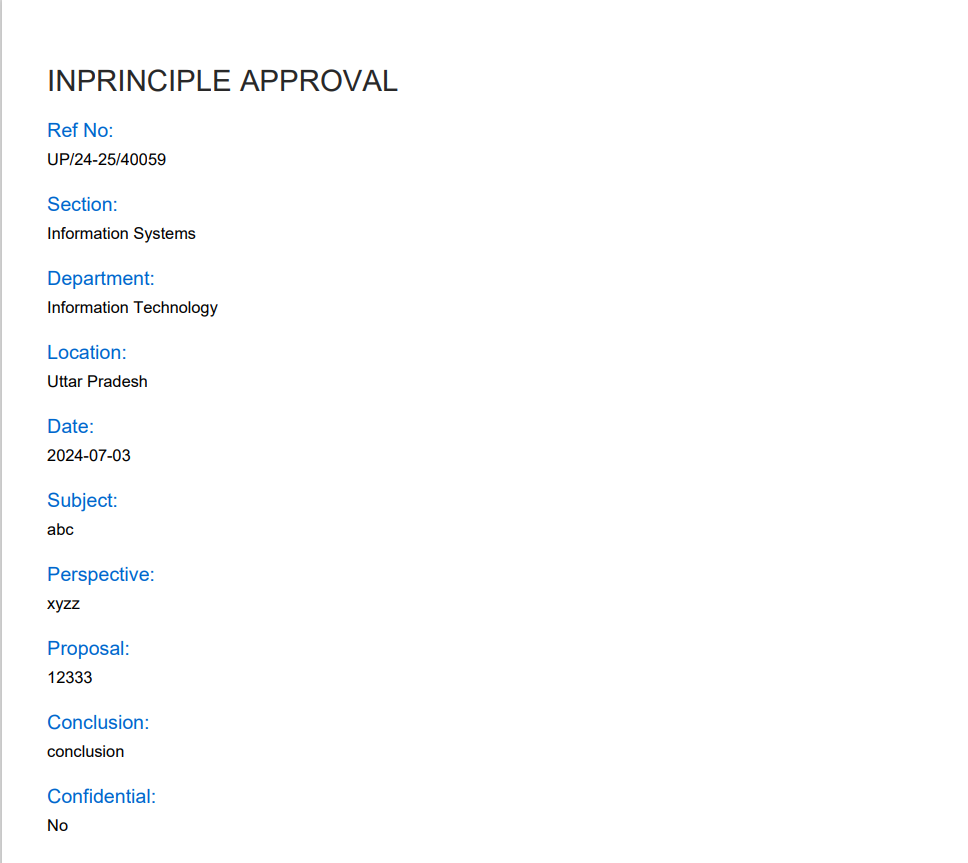 INPRINCIPLE APPROVAL
Ref No:
UP/24-25/40059
Section:
Information Systems
Department:
Information Technology
Location:
Uttar Pradesh
Date:
2024-07-03
Subject:
abc
Perspective:
xyzz
Proposal:
12333
Conclusion:
conclusion
Confidential:
No